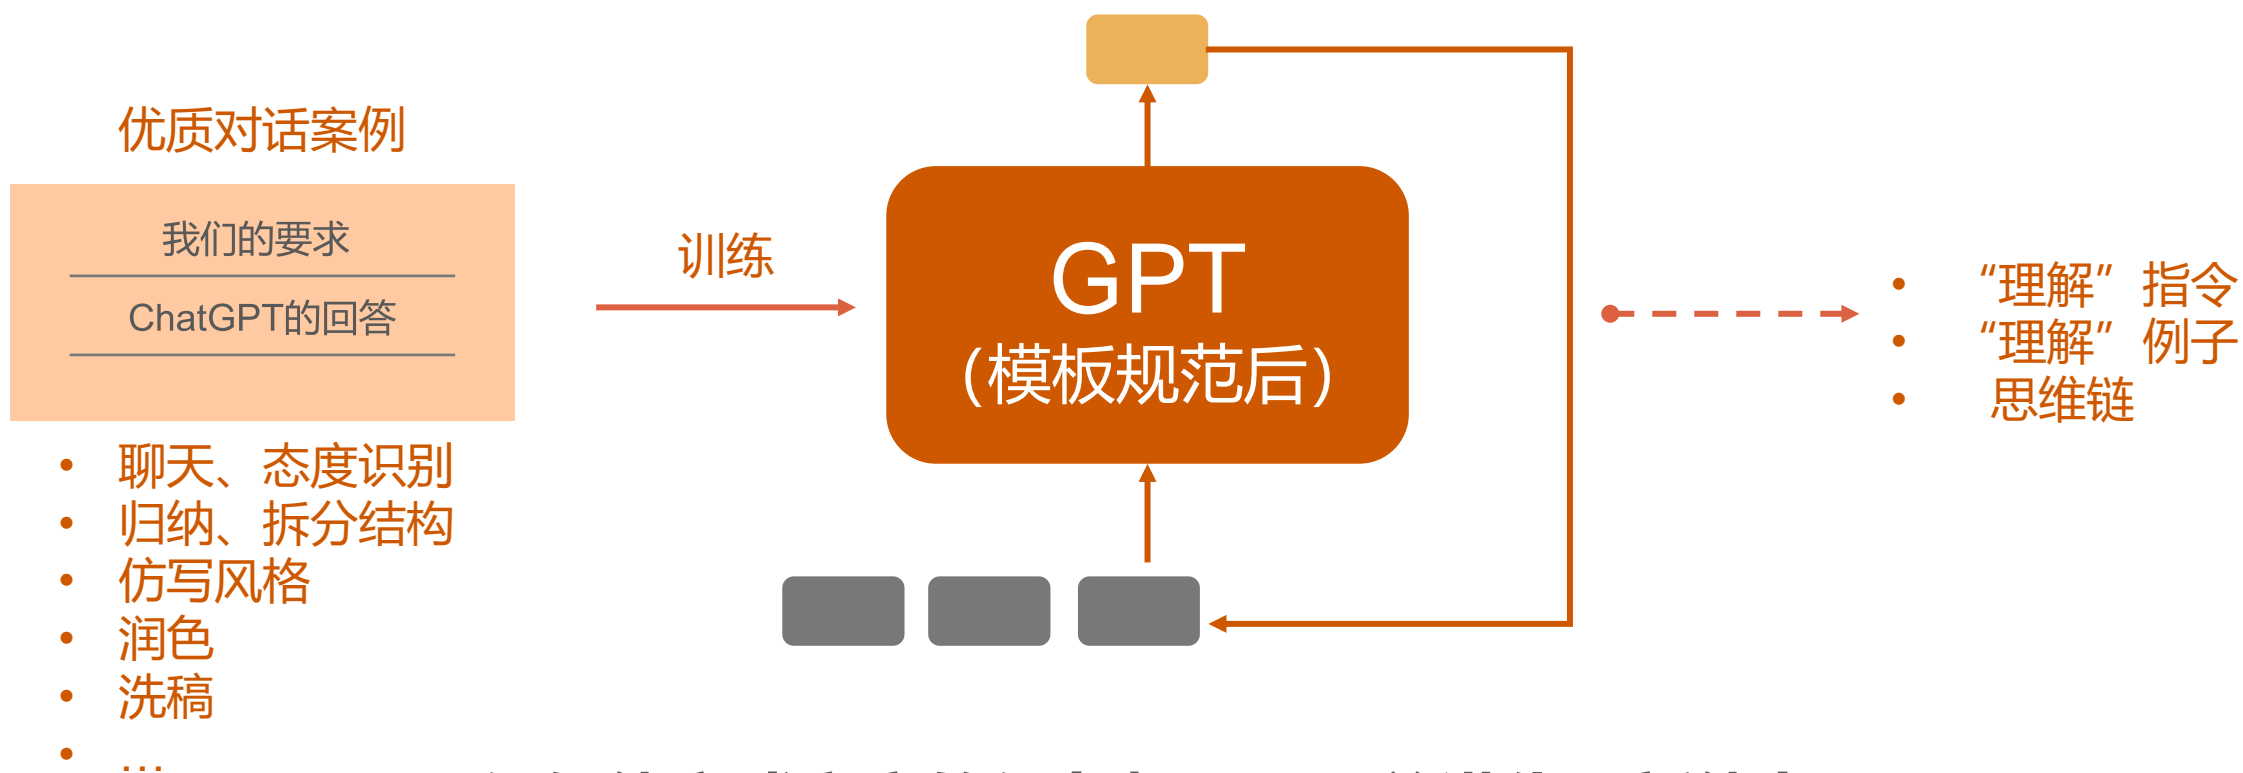 优质对话案例
我们的要求
ChatGPT的回答
• 聊天、态度识别
• 归纳、拆分结构
• 仿写风格
• 润色
• 洗稿
• ...
训练
GPT
（模板规范后）
• “理解”指令
• “理解”例子
• 思维链